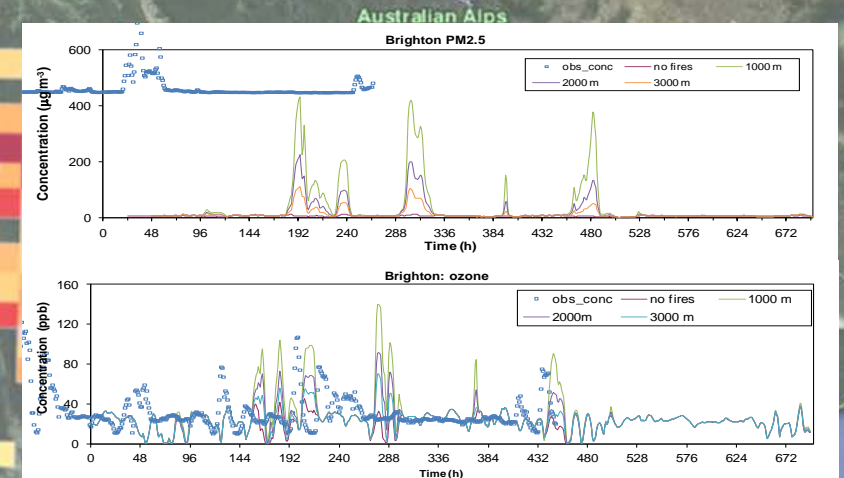 Australian Alps
Brighton PM2.5
Concentration (µg m-3)
600
400
200
0
obs_conc no fires 1000 m
2000 m 3000 m
0 48 96 144 192 240 288 336 384 432 480 528 576 624 672
Time (h)
Brighton: ozone
Concentration (ppb)
160
120
80
40
0
obs_conc no fires 1000 m
2000m 3000 m
0 48 96 144 192 240 288 336 384 432 480 528 576 624 672
Time (h)